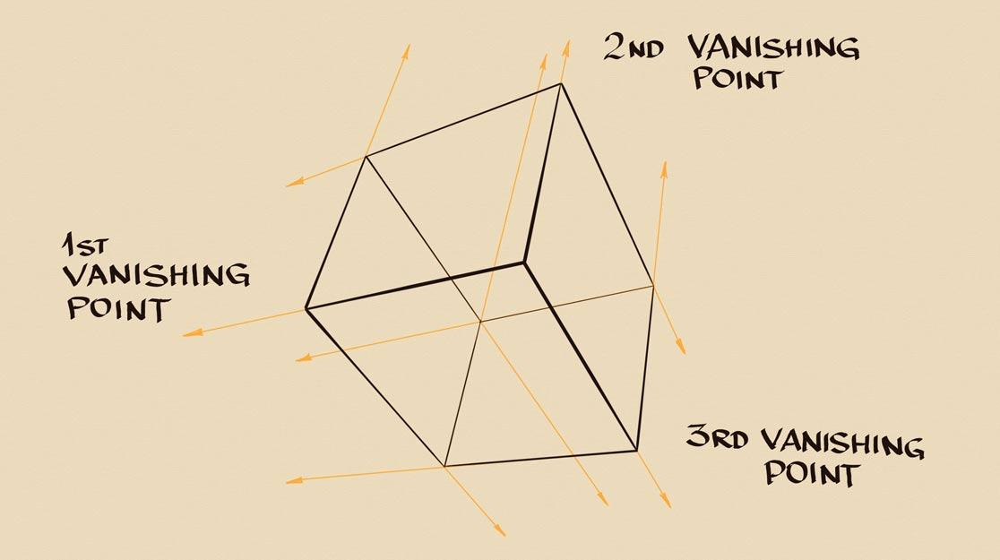 2ND VANISHING
POINT
1ST
VANISHING
POINT
3RD VANISHING
POINT